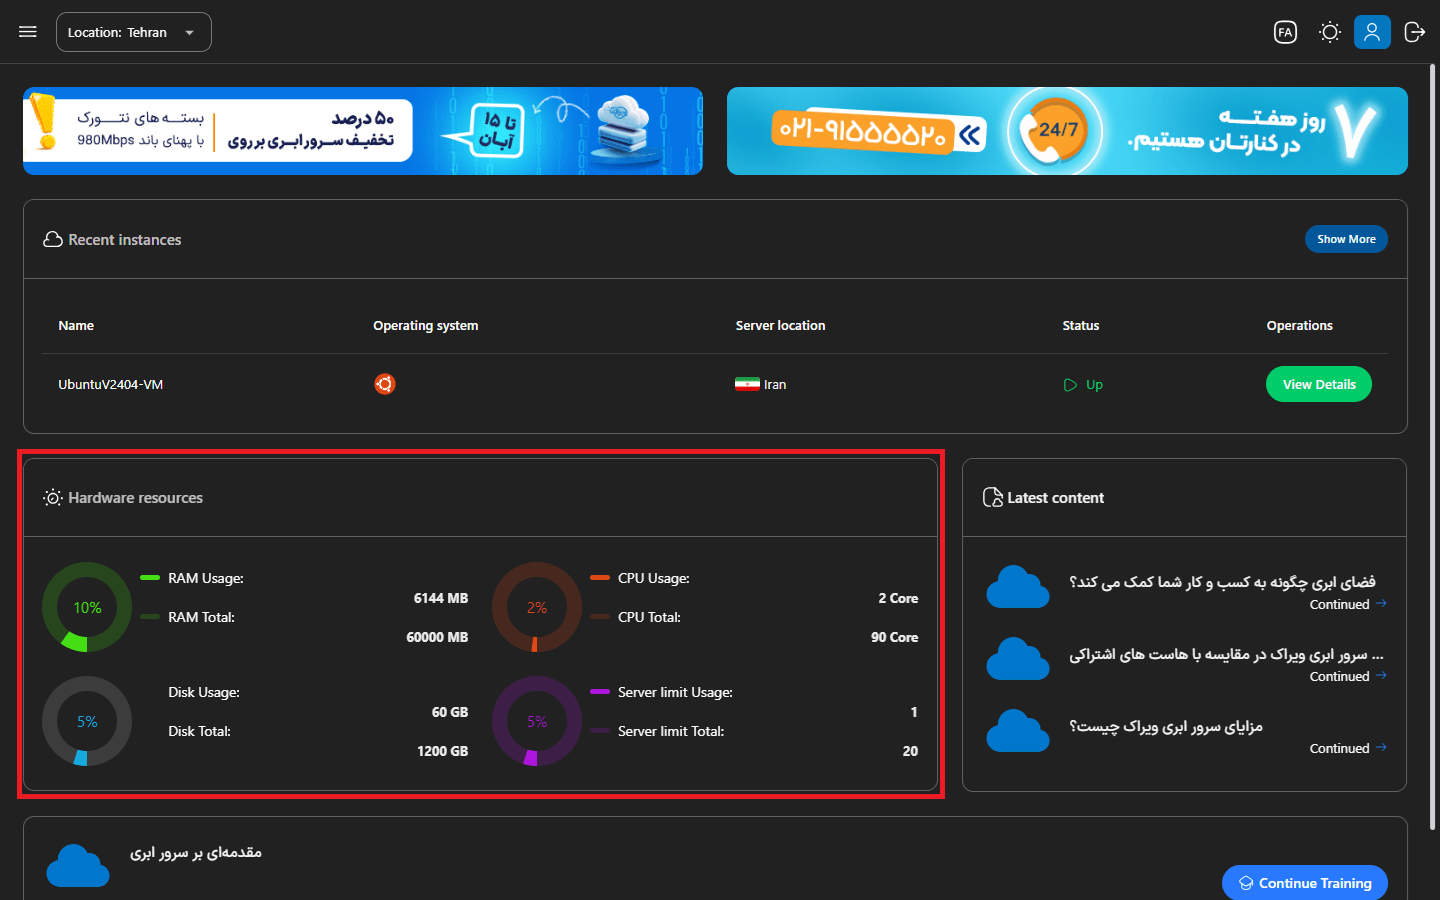 Location: Tehran
FA
۵۰ درصد
تخفیف سرور ابری بر روی
بسته های نتورک
با پهنای باند 980Mbps
تا ۱۵
آبان
۷ روز هفته
در کنارتان هستیم.
24/7
۰۲۱-۹۱۵۵۵۵۲۰
Recent instances
Show More
Name
Operating system
Server location
Status
Operations
UbuntuV2404-VM
Iran
Up
View Details
Hardware resources
10%
RAM Usage:
6144 MB
RAM Total:
60000 MB
2%
CPU Usage:
2 Core
CPU Total:
90 Core
5%
Disk Usage:
60 GB
Disk Total:
1200 GB
5%
Server limit Usage:
1
Server limit Total:
20
Latest content
فضای ابری چگونه به کسب و کار شما کمک می کند؟
Continued
سرور ابری ویراک در مقایسه با هاست های اشتراکی ...
Continued
مزایای سرور ابری ویراک چیست؟
Continued
مقدمه‌ای بر سرور ابری
Continue Training